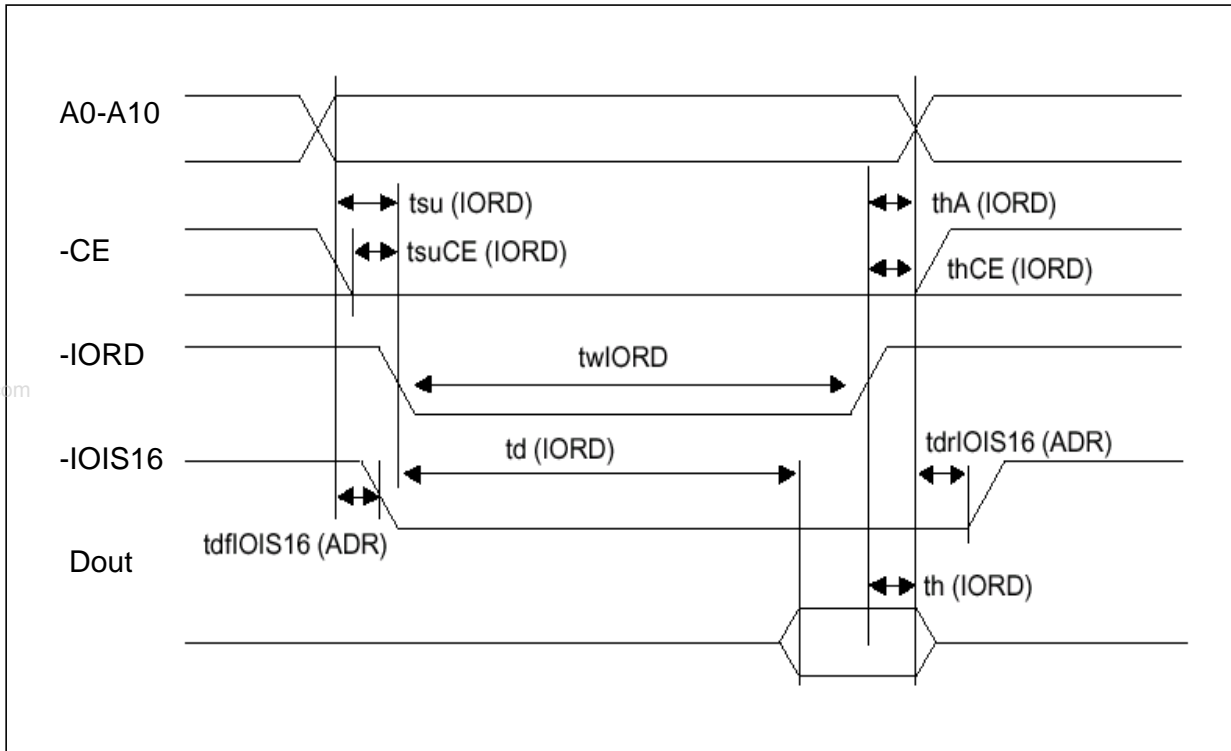 A0-A10
tsu (IORD)
thA (IORD)
-CE
tsuCE (IORD)
thCE (IORD)
-IORD
twIORD
om
-IOIS16
td (IORD)
tdrIOIS16 (ADR)
tdfIOIS16 (ADR)
Dout
th (IORD)